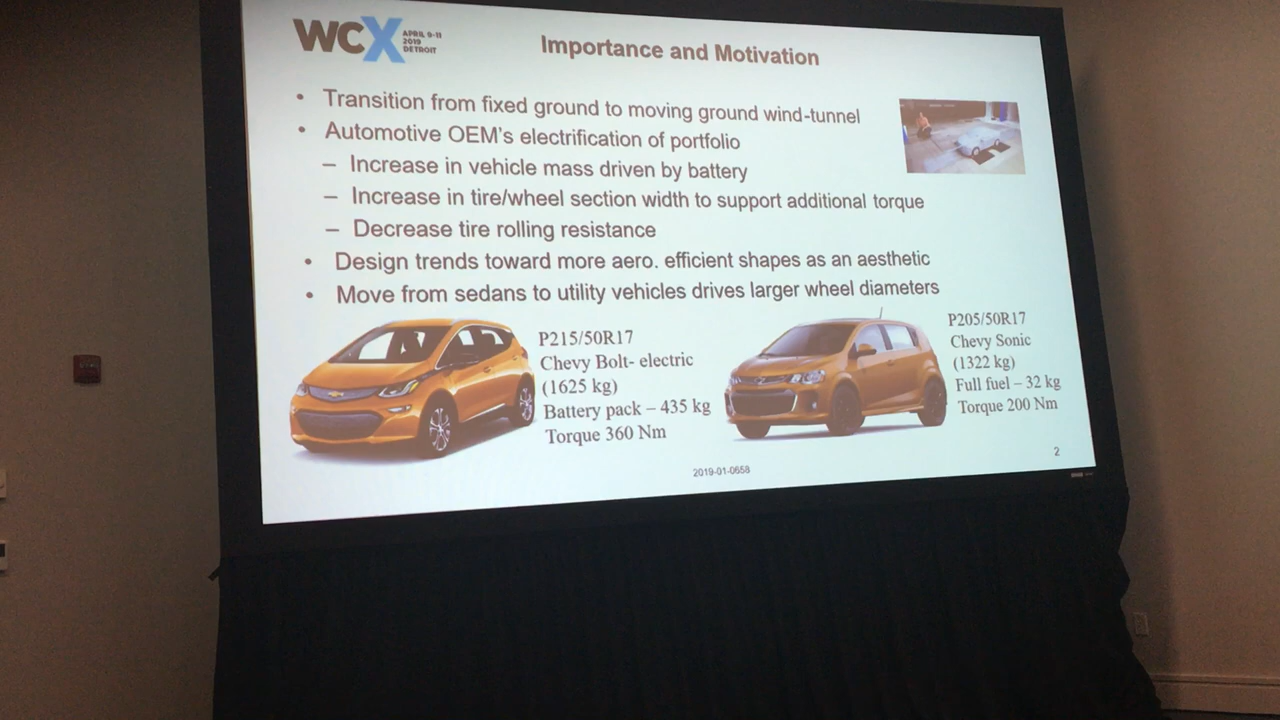 WCX
APRIL 9-11
2019
DETROIT
Importance and Motivation
• Transition from fixed ground to moving ground wind-tunnel
• Automotive OEM's electrification of portfolio
– Increase in vehicle mass driven by battery
– Increase in tire/wheel section width to support additional torque
– Decrease tire rolling resistance
• Design trends toward more aero. efficient shapes as an aesthetic
• Move from sedans to utility vehicles drives larger wheel diameters
P215/50R17
Chevy Bolt- electric
(1625 kg)
Battery pack – 435 kg
Torque 360 Nm
P205/50R17
Chevy Sonic
(1322 kg)
Full fuel – 32 kg
Torque 200 Nm
2019-01-0658
2